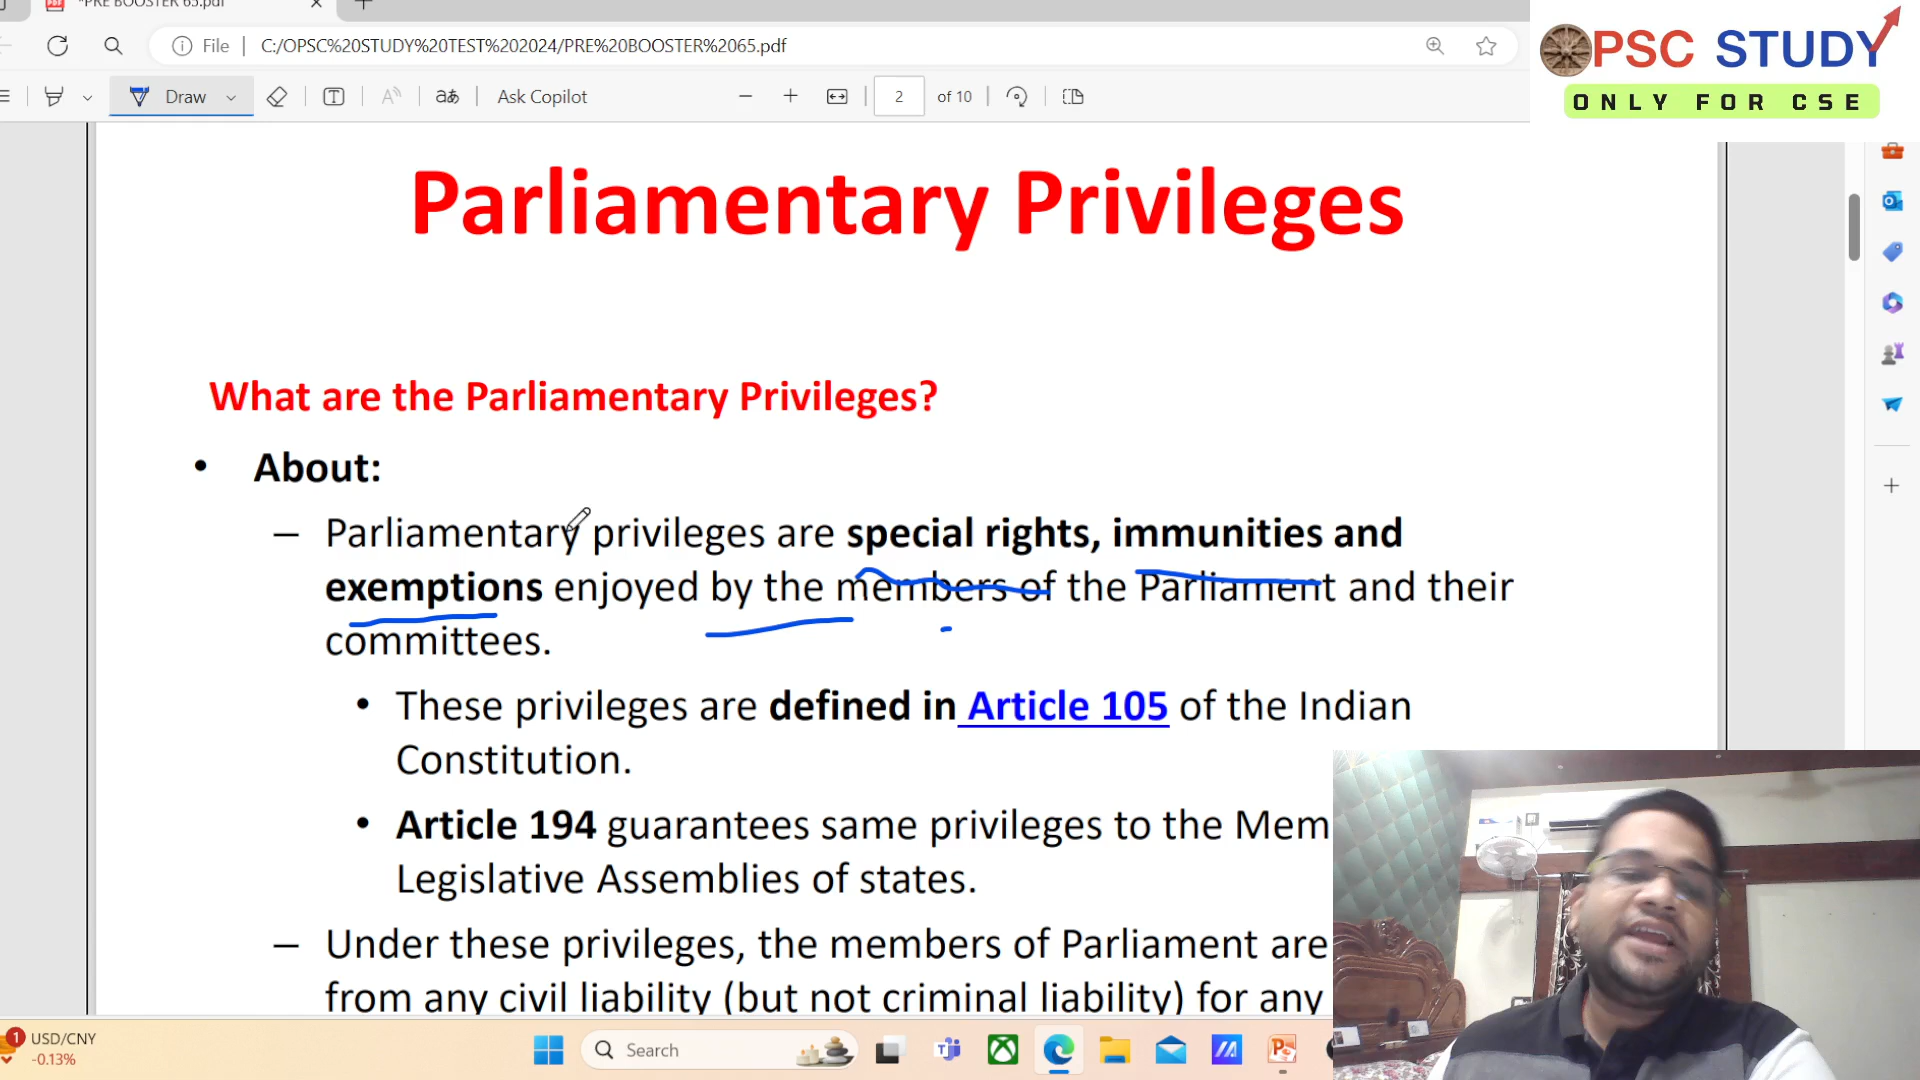 *PRE BOOSTER 65.pdf
File
C:/OPSC%20STUDY%20TEST%202024/PRE%20BOOSTER%2065.pdf
PSC STUDY
ONLY FOR CSE
Draw
aあ
Ask Copilot
2 of 10
Parliamentary Privileges
What are the Parliamentary Privileges?
• About:
– Parliamentary privileges are special rights, immunities and
exemptions enjoyed by the members of the Parliament and their
committees.
• These privileges are defined in Article 105 of the Indian
Constitution.
• Article 194 guarantees same privileges to the Mem
Legislative Assemblies of states.
– Under these privileges, the members of Parliament are
from any civil liability (but not criminal liability) for any
1
USD/CNY
-0.13%
Search